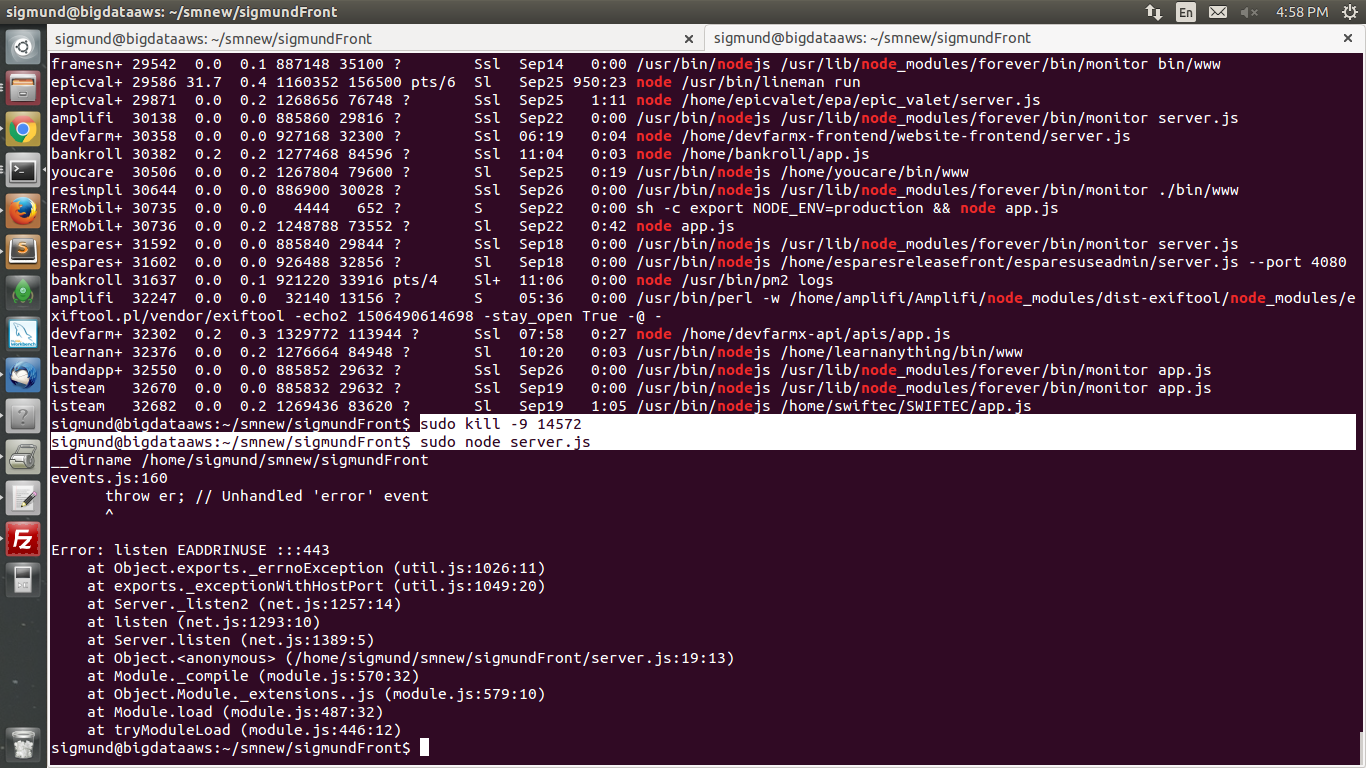 sigmund@bigdataaws: ~/smnew/sigmundFront
En
4:58 PM
sigmund@bigdataaws: ~/smnew/sigmundFront ×
sigmund@bigdataaws: ~/smnew/sigmundFront ×
framesn+ 29542  0.0  0.1 887148 35100 ?        Ssl  Sep14   0:00 /usr/bin/nodejs /usr/lib/node_modules/forever/bin/monitor bin/www
epicval+ 29586 31.7  0.4 1160352 156500 pts/6  Sl   Sep25 950:23 node /usr/bin/lineman run
epicval+ 29871  0.0  0.2 1268656 76748 ?       Ssl  Sep25   1:11 node /home/epicvalet/epa/epic_valet/server.js
amplifi  30138  0.0  0.0 885860 29816 ?        Ssl  Sep22   0:00 /usr/bin/nodejs /usr/lib/node_modules/forever/bin/monitor server.js
devfarm+ 30358  0.0  0.0 927168 32300 ?        Ssl  06:19   0:04 node /home/devfarmx-frontend/website-frontend/server.js
bankroll 30382  0.2  0.2 1277468 84596 ?       Ssl  11:04   0:03 node /home/bankroll/app.js
youcare  30506  0.0  0.2 1267804 79600 ?       Sl   Sep25   0:19 /usr/bin/nodejs /home/youcare/bin/www
resimpli 30644  0.0  0.0 886900 30028 ?        Ssl  Sep26   0:00 /usr/bin/nodejs /usr/lib/node_modules/forever/bin/monitor ./bin/www
ERMobil+ 30735  0.0  0.0   4444   652 ?        S    Sep22   0:00 sh -c export NODE_ENV=production && node app.js
ERMobil+ 30736  0.0  0.2 1248788 73552 ?       Sl   Sep22   0:42 node app.js
espares+ 31592  0.0  0.0 885840 29844 ?        Ssl  Sep18   0:00 /usr/bin/nodejs /usr/lib/node_modules/forever/bin/monitor server.js
espares+ 31602  0.0  0.0 926488 32856 ?        Sl   Sep18   0:00 /usr/bin/nodejs /home/esparesreleasefront/esparesuseadmin/server.js --port 4080
bankroll 31637  0.0  0.1 921220 33916 pts/4    Sl+  11:06   0:00 node /usr/bin/pm2 logs
amplifi  32247  0.0  0.0  32140 13156 ?        S    05:36   0:00 /usr/bin/perl -w /home/amplifi/Amplifi/node_modules/dist-exiftool/node_modules/e
xiftool.pl/vendor/exiftool -echo2 1506490614698 -stay_open True -@ -
devfarm+ 32302  0.2  0.3 1329772 113944 ?      Ssl  07:58   0:27 node /home/devfarmx-api/apis/app.js
learnan+ 32376  0.0  0.2 1276664 84948 ?       Sl   10:20   0:03 /usr/bin/nodejs /home/learnanything/bin/www
bandapp+ 32550  0.0  0.0 885852 29632 ?        Ssl  Sep26   0:00 /usr/bin/nodejs /usr/lib/node_modules/forever/bin/monitor app.js
isteam   32670  0.0  0.0 885832 29632 ?        Ssl  Sep19   0:00 /usr/bin/nodejs /usr/lib/node_modules/forever/bin/monitor app.js
isteam   32682  0.0  0.2 1269436 83620 ?       Sl   Sep19   1:05 /usr/bin/nodejs /home/swiftec/SWIFTEC/app.js
sigmund@bigdataaws:~/smnew/sigmundFront$ sudo kill -9 14572
sigmund@bigdataaws:~/smnew/sigmundFront$ sudo node server.js
__dirname /home/sigmund/smnew/sigmundFront
events.js:160
      throw er; // Unhandled 'error' event
      ^
Error: listen EADDRINUSE :::443
    at Object.exports._errnoException (util.js:1026:11)
    at exports._exceptionWithHostPort (util.js:1049:20)
    at Server._listen2 (net.js:1257:14)
    at listen (net.js:1293:10)
    at Server.listen (net.js:1389:5)
    at Object.<anonymous> (/home/sigmund/smnew/sigmundFront/server.js:19:13)
    at Module._compile (module.js:570:32)
    at Object.Module._extensions..js (module.js:579:10)
    at Module.load (module.js:487:32)
    at tryModuleLoad (module.js:446:12)
sigmund@bigdataaws:~/smnew/sigmundFront$